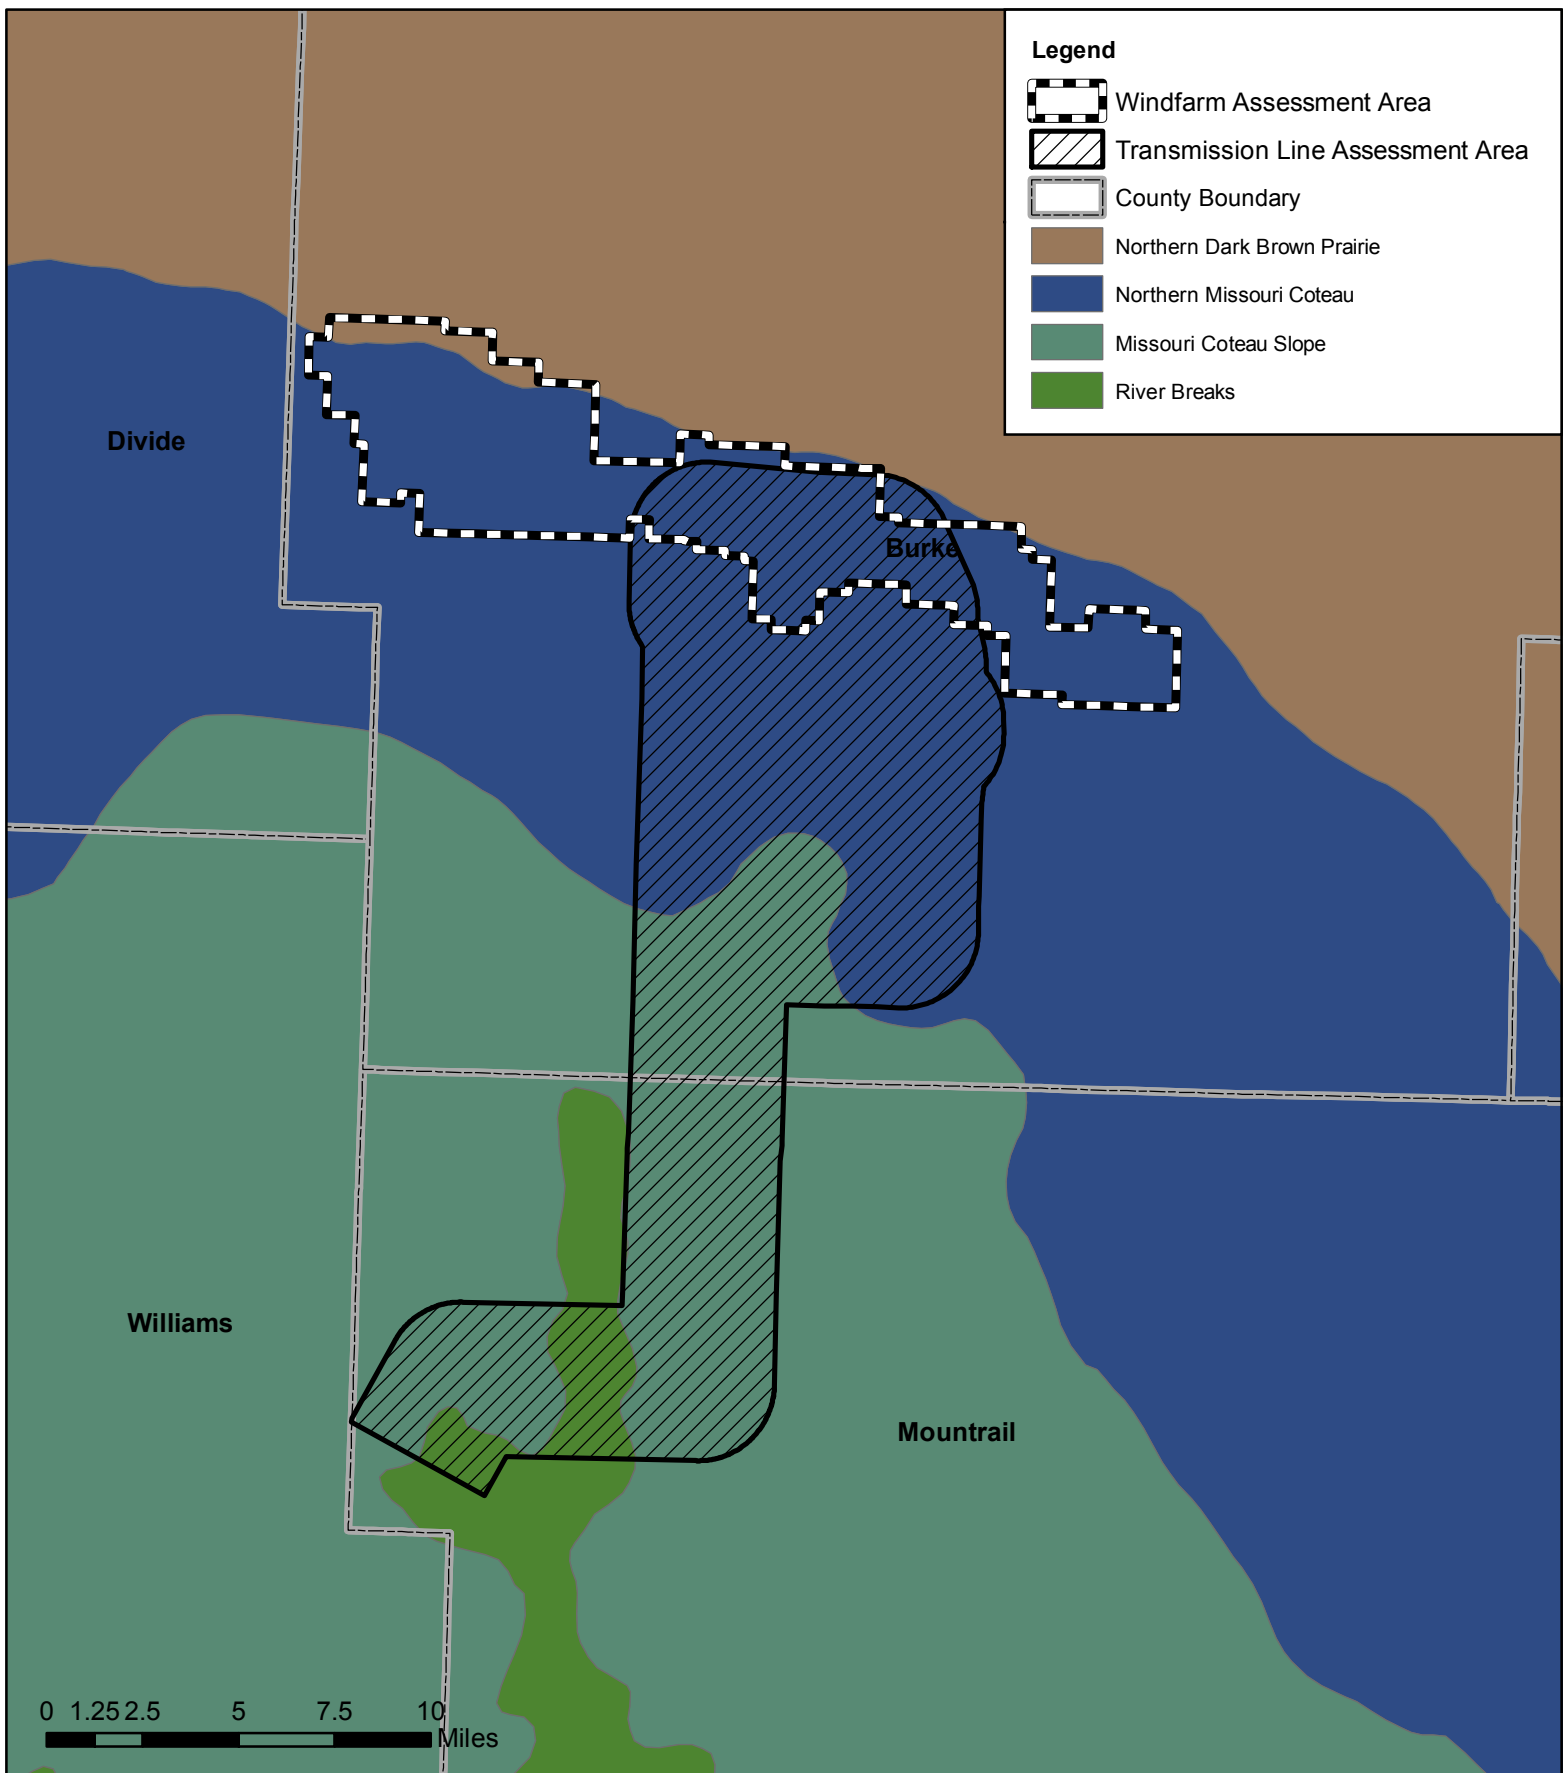 Legend
Windfarm Assessment Area
Transmission Line Assessment Area
County Boundary
Northern Dark Brown Prairie
Northern Missouri Coteau
Missouri Coteau Slope
River Breaks
Divide
Burke
Williams
Mountrail
0 1.25 2.5 5 7.5 10
Miles